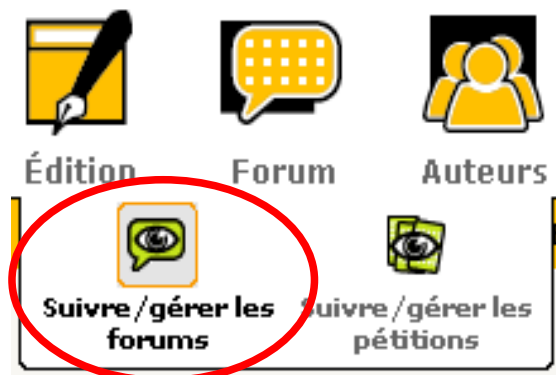 Édition Forum Auteurs
Suivre/gérer les
forums
Suivre/gérer les
pétitions